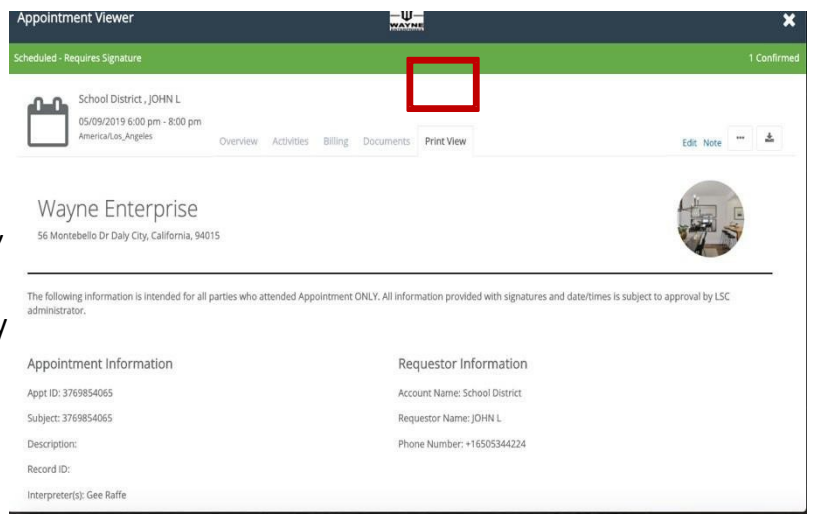 Appointment Viewer
WAYNE
Scheduled - Requires Signature
1 Confirmed
School District , JOHN L
05/09/2019 6:00 pm - 8:00 pm
America/Los_Angeles
Overview Activities Billing Documents Print View
Edit Note ...
Wayne Enterprise
56 Montebello Dr Daly City, California, 94015
The following information is intended for all parties who attended Appointment ONLY. All information provided with signatures and date/times is subject to approval by LSC
administrator.
Appointment Information
Requestor Information
Appt ID: 3769854065
Account Name: School District
Subject: 3769854065
Requestor Name: JOHN L
Description:
Phone Number: +16505344224
Record ID:
Interpreter(s): Gee Raffe